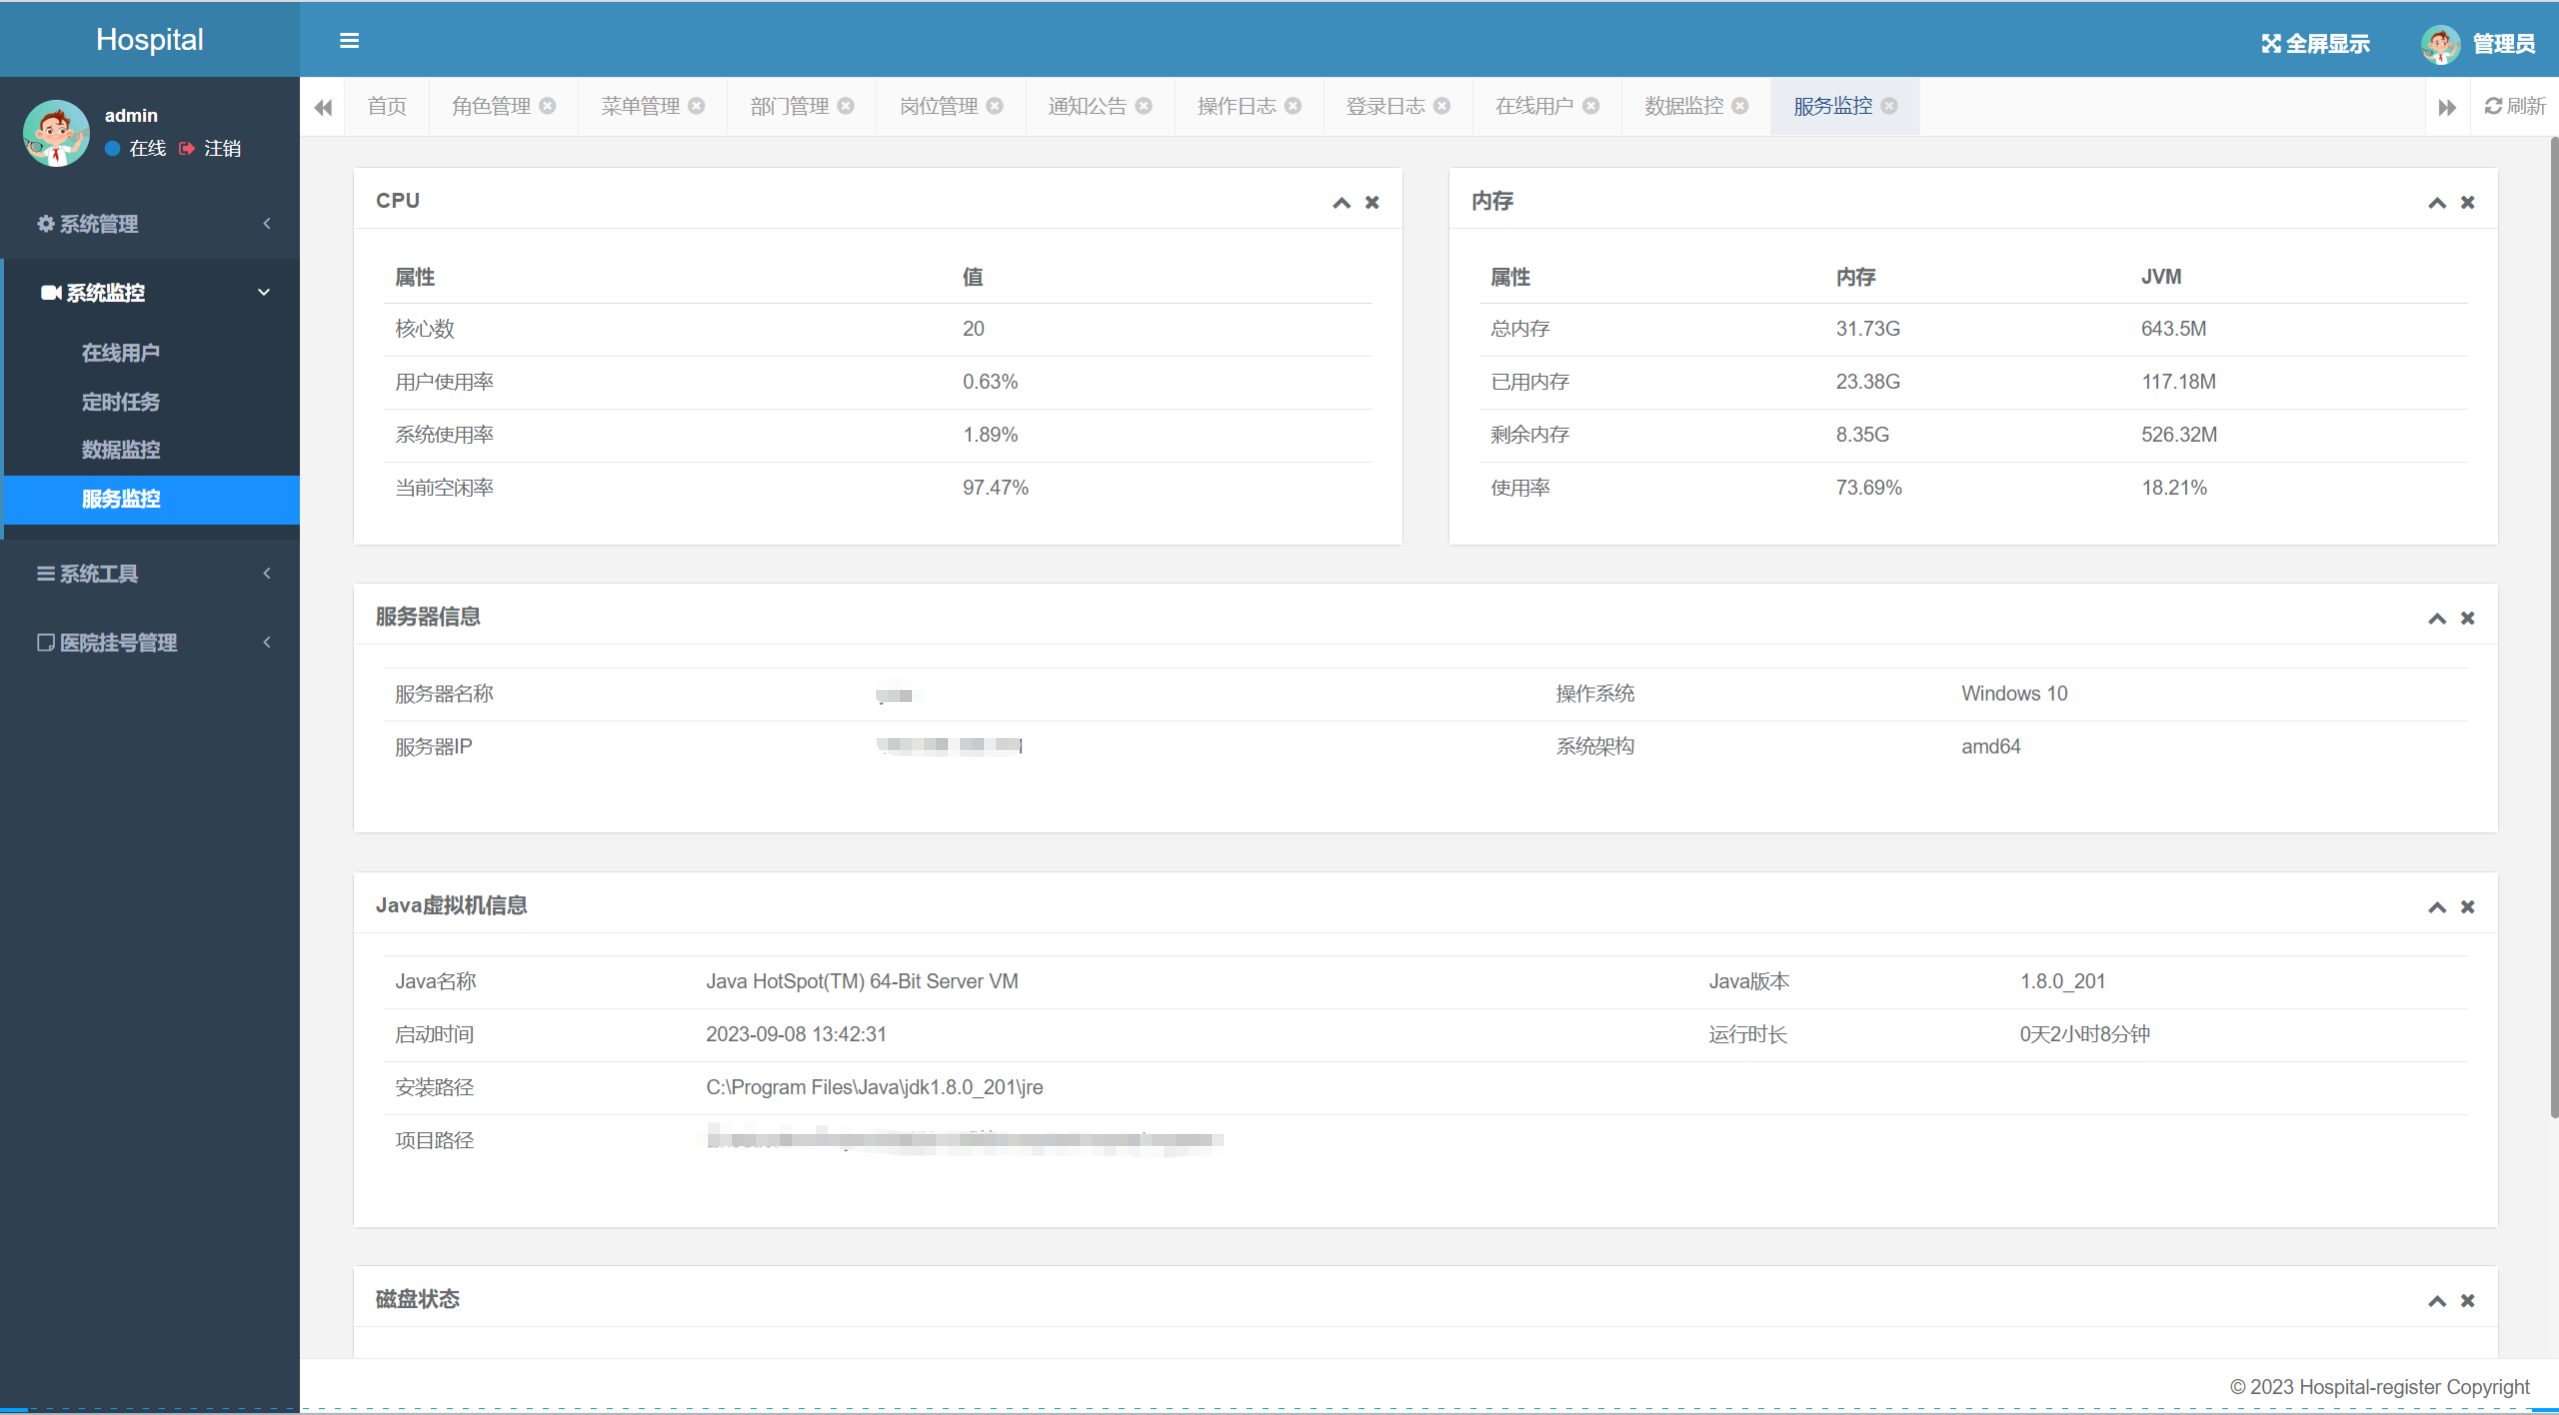 Hospital
全屏显示 管理员
admin
在线 注销
首页 角色管理 菜单管理 部门管理 岗位管理 通知公告 操作日志 登录日志 在线用户 数据监控 服务监控 刷新
系统管理
系统监控
在线用户
定时任务
数据监控
服务监控
系统工具
医院挂号管理
CPU
属性 值
核心数 20
用户使用率 0.63%
系统使用率 1.89%
当前空闲率 97.47%
内存
属性 内存 JVM
总内存 31.73G 643.5M
已用内存 23.38G 117.18M
剩余内存 8.35G 526.32M
使用率 73.69% 18.21%
服务器信息
服务器名称 操作系统 Windows 10
服务器IP 系统架构 amd64
Java虚拟机信息
Java名称 Java HotSpot(TM) 64-Bit Server VM Java版本 1.8.0_201
启动时间 2023-09-08 13:42:31 运行时长 0天2小时8分钟
安装路径 C:\Program Files\Java\jdk1.8.0_201\jre
项目路径
磁盘状态
© 2023 Hospital-register Copyright